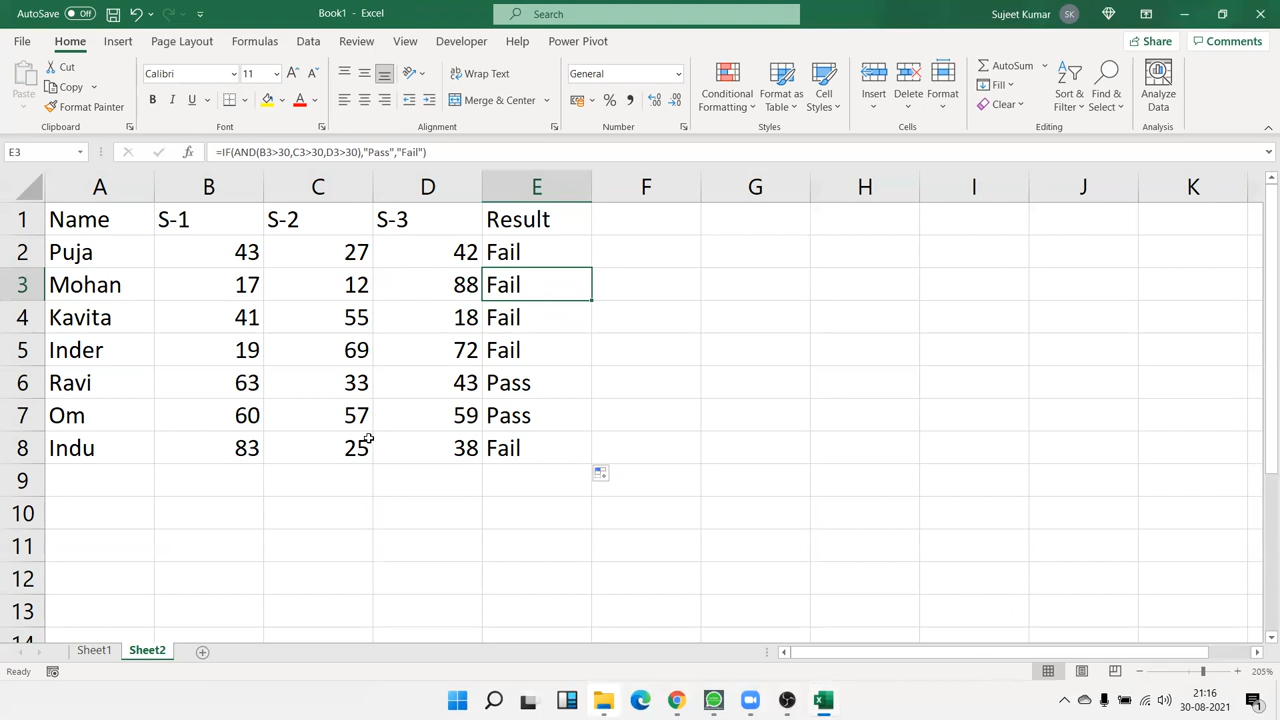 AutoSave Off Book1 - Excel Search Sujeet Kumar SK
File Home Insert Page Layout Formulas Data Review View Developer Help Power Pivot Share Comments
Paste Cut Copy Format Painter
Calibri 11 B I U A
Wrap Text Merge & Center
General
Conditional Formatting Format as Table Cell Styles
Insert Delete Format
AutoSum Fill Clear Sort & Filter Find & Select Analyze Data
Clipboard Font Alignment Number Styles Cells Editing Analysis
E3 fx =IF(AND(B3>30,C3>30,D3>30),"Pass","Fail")
A B C D E F G H I J K
1 Name S-1 S-2 S-3 Result
2 Puja 43 27 42 Fail
3 Mohan 17 12 88 Fail
4 Kavita 41 55 18 Fail
5 Inder 19 69 72 Fail
6 Ravi 63 33 43 Pass
7 Om 60 57 59 Pass
8 Indu 83 25 38 Fail
9
10
11
12
13
14
Sheet1 Sheet2
Ready 205%
21:16
30-08-2021